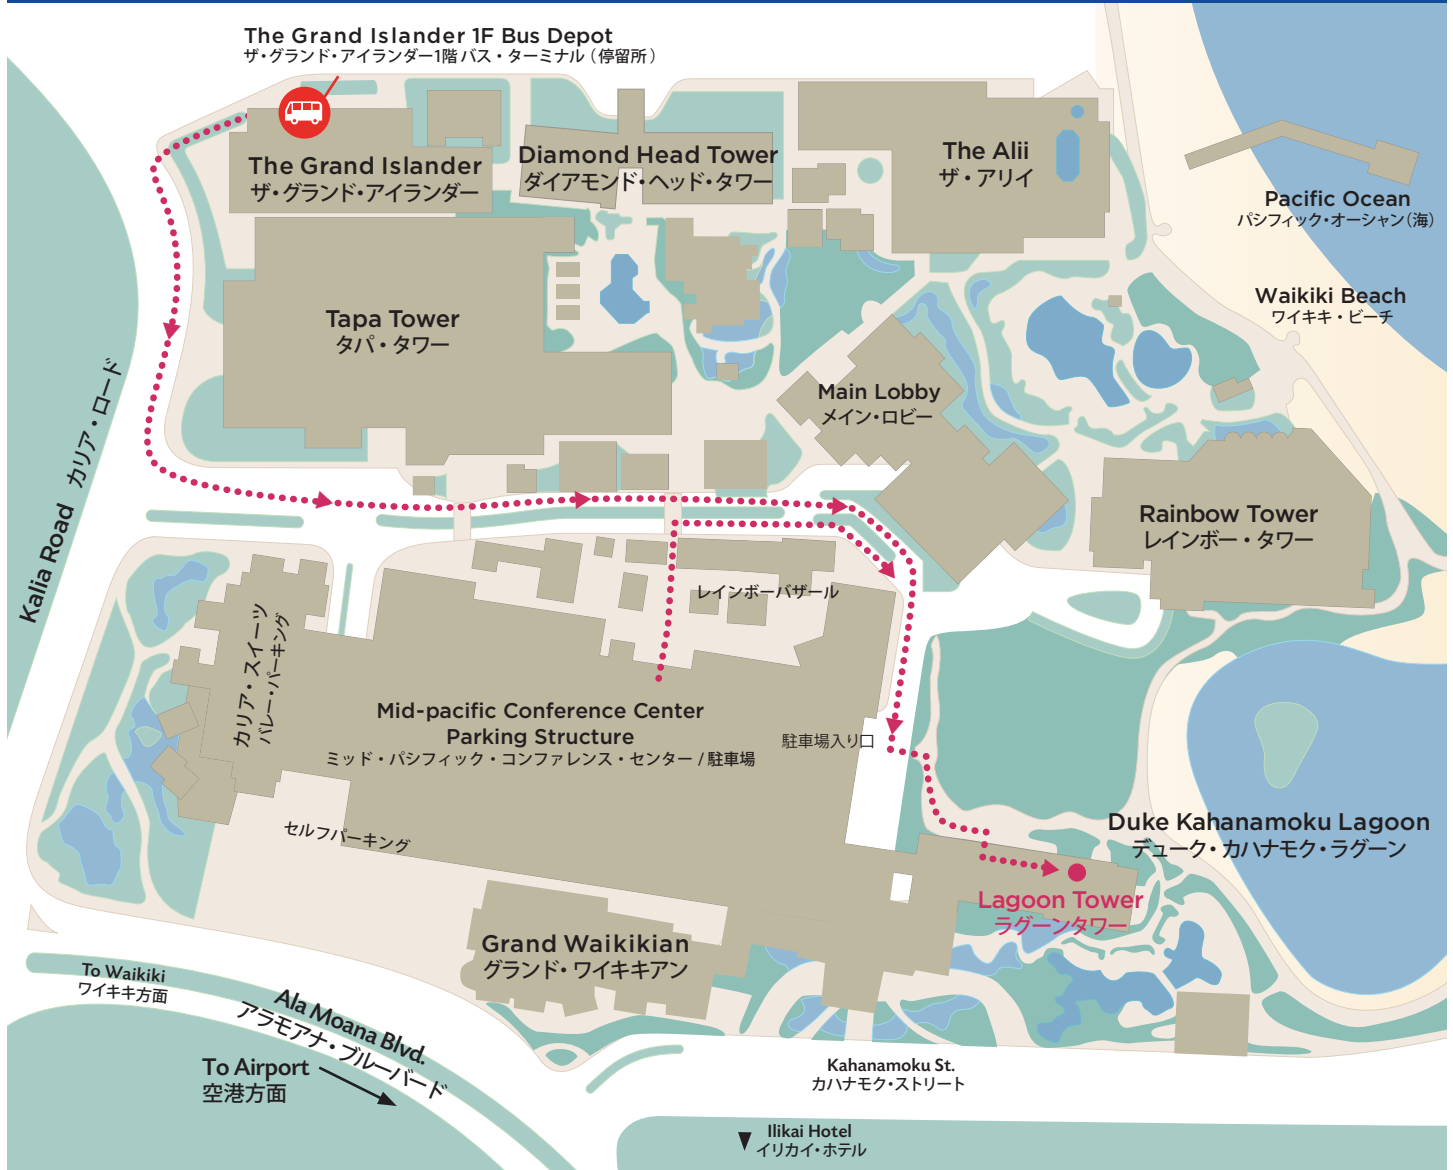 The Grand Islander 1F Bus Depot
ザ・グランド・アイランダー1階 バス・ターミナル（停留所）
The Grand Islander
ザ・グランド・アイランダー
Diamond Head Tower
ダイアモンド・ヘッド・タワー
The Alii
ザ・アリイ
Pacific Ocean
パシフィック・オーシャン（海）
Waikiki Beach
ワイキキ・ビーチ
Tapa Tower
タパ・タワー
Main Lobby
メイン・ロビー
Kalia Road カリア・ロード
Rainbow Tower
レインボー・タワー
レインボーバザール
カリア・スイーツ
バレー・パーキング
Mid-pacific Conference Center
Parking Structure
ミッド・パシフィック・コンファレンス・センター / 駐車場
駐車場入り口
セルフパーキング
Duke Kahanamoku Lagoon
デューク・カハナモク・ラグーン
Lagoon Tower
ラグーンタワー
Grand Waikikian
グランド・ワイキキアン
To Waikiki
ワイキキ方面
Ala Moana Blvd.
アラモアナ・ブルーバード
To Airport
空港方面
Kahanamoku St.
カハナモク・ストリート
Ilikai Hotel
イリカイ・ホテル